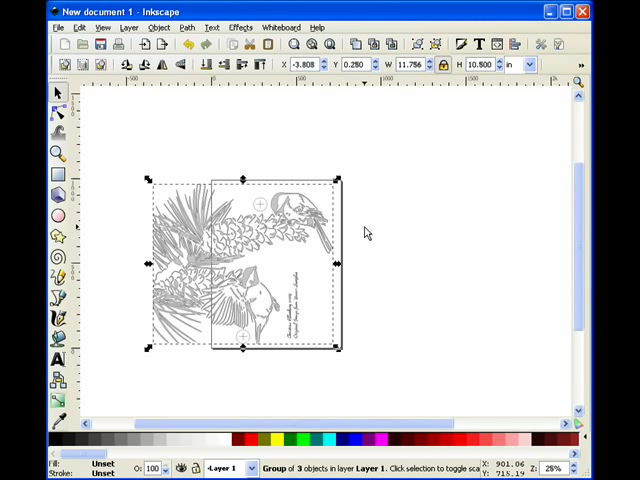 New document 1 - Inkscape
File Edit View Layer Object Path Text Effects Whiteboard Help
X -3.808 Y 0.250 W 11.756 H 10.500 in
Fill: Unset
Stroke: Unset
O: 100
Layer 1
Group of 3 objects in layer Layer 1. Click selection to toggle sca
X: 901.06
Y: 715.19
Z: 25%